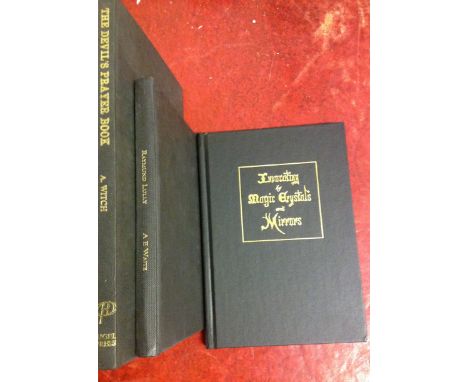 THE DEVIL'S PRAYER BOOK
A. WITCH
RAYMOND LULLY
A E WAITE
Invocating
by
Magic Crystals
and
Mirrors